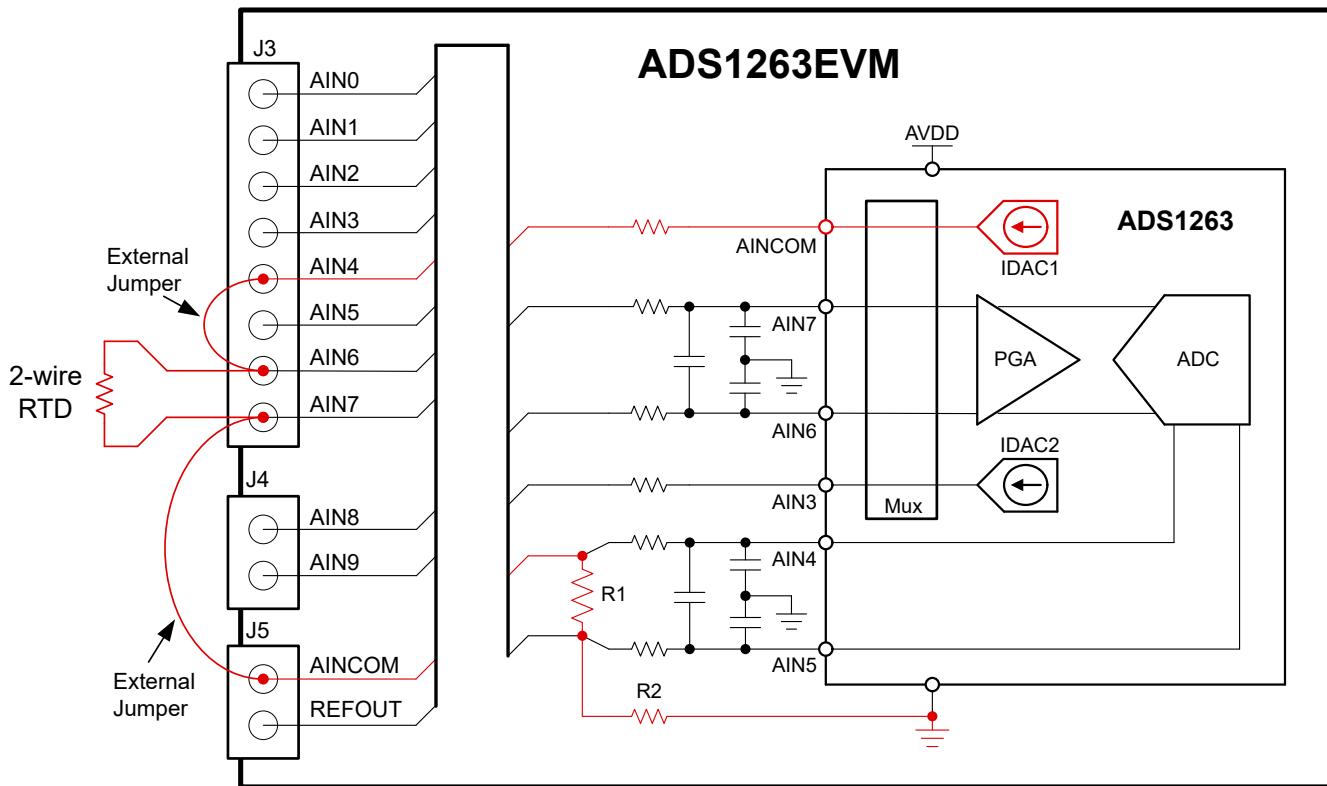 ADS1263EVM
J3
AIN0
AIN1
AIN2
AIN3
AIN4
AIN5
AIN6
AIN7
External
Jumper
2-wire
RTD
J4
AIN8
AIN9
J5
AINCOM
REFOUT
External
Jumper
AVDD
ADS1263
AINCOM
IDAC1
AIN7
PGA
ADC
AIN6
IDAC2
AIN3
Mux
AIN4
R1
AIN5
R2